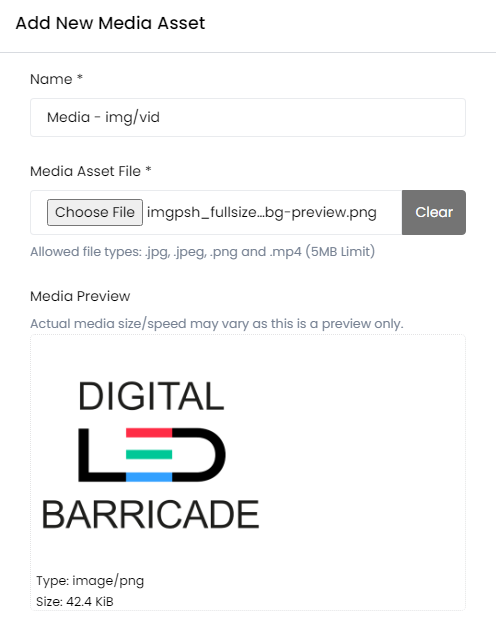 Add New Media Asset
Name *
Media - img/vid
Media Asset File *
Choose File imgpsh_fullsize...bg-preview.png Clear
Allowed file types: .jpg, .jpeg, .png and .mp4 (5MB Limit)
Media Preview
Actual media size/speed may vary as this is a preview only.
DIGITAL
LED
BARRICADE
Type: image/png
Size: 42.4 KiB